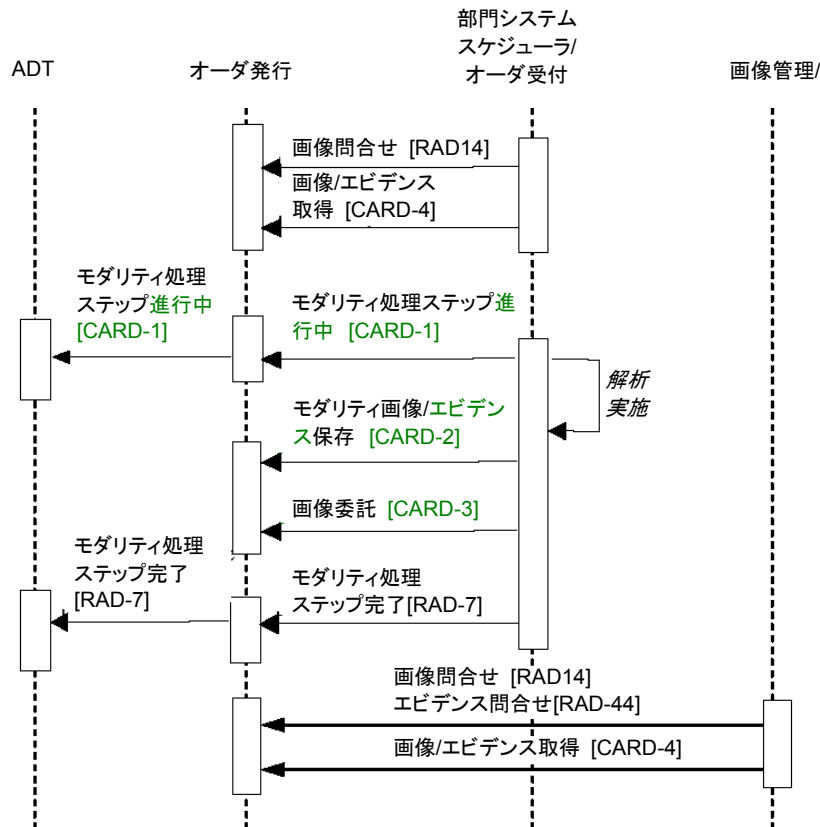 部門システム
スケジューラ/
オーダ受付
ADT
オーダ発行
画像管理/
画像問合せ [RAD14]
画像/エビデンス
取得 [CARD-4]
モダリティ処理
ステップ進行中
[CARD-1]
モダリティ処理ステップ進
行中 [CARD-1]
解析
実施
モダリティ画像/エビデン
ス保存 [CARD-2]
画像委託 [CARD-3]
モダリティ処理
ステップ完了
[RAD-7]
モダリティ処理
ステップ完了[RAD-7]
画像問合せ [RAD14]
エビデンス問合せ[RAD-44]
画像/エビデンス取得 [CARD-4]